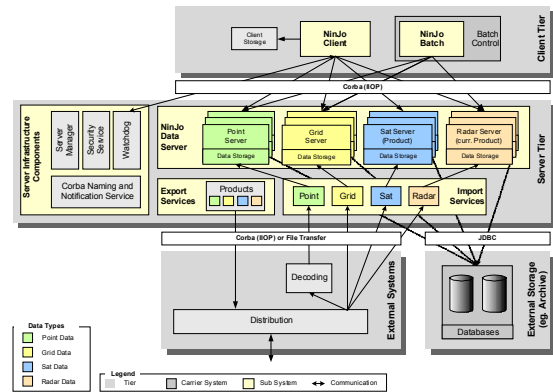 Client Tier
Client
Storage
NinJo
Client
NinJo
Batch
Batch
Control
Corba (IIOP)
Server Tier
Server Infrastructure
Components
Server
Manager
Security
Service
Watchdog
Corba Naming and
Notification Service
NinJo
Data
Server
Point
Server
Data Storage
Grid
Server
Data Storage
Sat Server
(Product)
Data Storage
Radar Server
(curr. Product)
Data Storage
Export
Services
Products
Point
Grid
Sat
Radar
Import
Services
Corba (IIOP) or File Transfer
JDBC
External Systems
Decoding
Distribution
External Storage
(eg. Archive)
Databases
Data Types
Point Data
Grid Data
Sat Data
Radar Data
Legend
Tier
Carrier System
Sub System
Communication